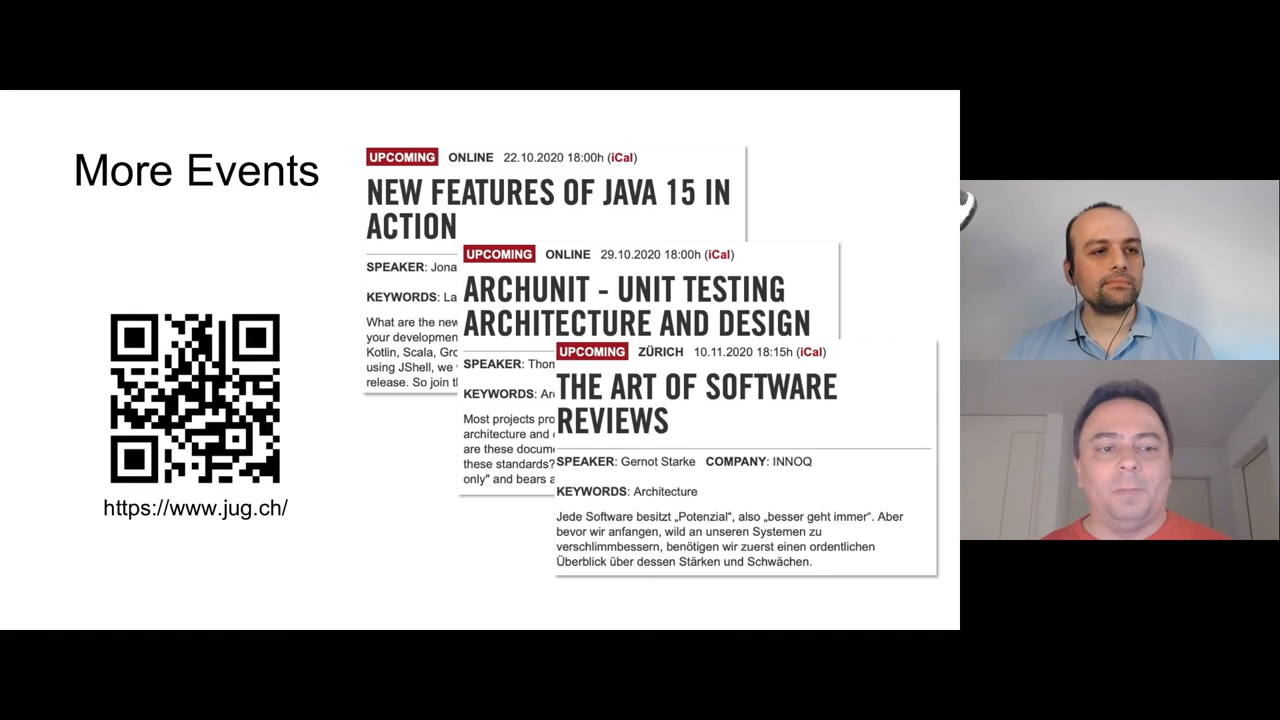 More Events
https://www.jug.ch/
UPCOMING ONLINE 22.10.2020 18:00h (iCal)
NEW FEATURES OF JAVA 15 IN
ACTION
SPEAKER: Jona
KEYWORDS: La
What are the new
your developmen
Kotlin, Scala, Gro
using JShell, we
release. So join t
UPCOMING ONLINE 29.10.2020 18:00h (iCal)
ARCHUNIT - UNIT TESTING
ARCHITECTURE AND DESIGN
SPEAKER: Thom
KEYWORDS: Ar
Most projects pro
architecture and
are these docum
these standards?
only" and bears a
UPCOMING ZÜRICH 10.11.2020 18:15h (iCal)
THE ART OF SOFTWARE
REVIEWS
SPEAKER: Gernot Starke COMPANY: INNOQ
KEYWORDS: Architecture
Jede Software besitzt „Potenzial“, also „besser geht immer“. Aber
bevor wir anfangen, wild an unseren Systemen zu
verschlimmbessern, benötigen wir zuerst einen ordentlichen
Überblick über dessen Stärken und Schwächen.